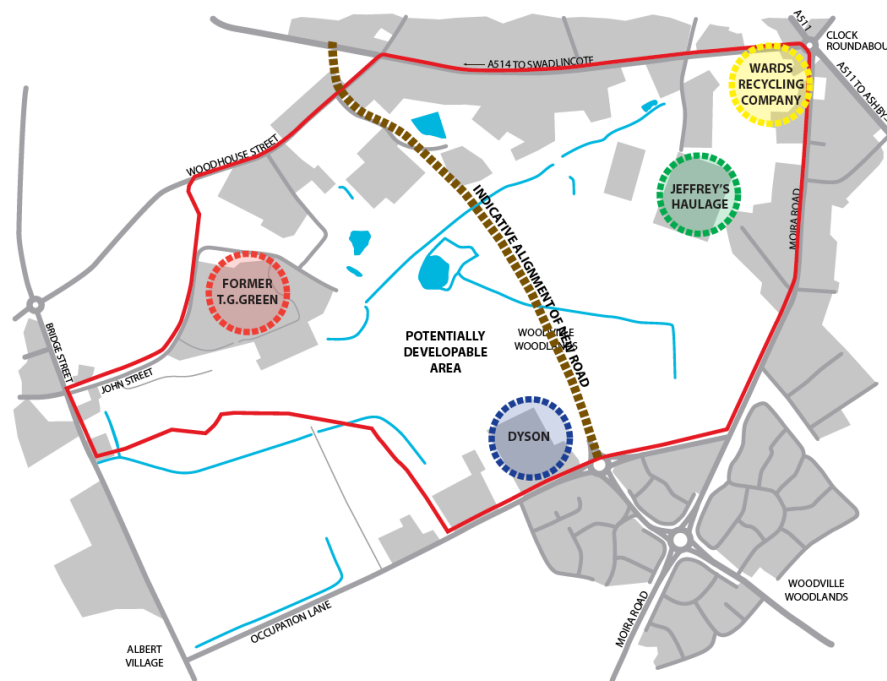 A511
CLOCK
ROUNDABOU
A514 TO SWADLINCOTE
WARDS
RECYCLING
COMPANY
A511 TO ASHBY-
WOODHOUSE STREET
JEFFREY'S
HAULAGE
MOIRA ROAD
INDICATIVE ALIGNMENT OF NEW ROAD
FORMER
T.G.GREEN
BRIDGE STREET
POTENTIALLY
DEVELOPABLE
AREA
WOODVILLE
WOODLANDS
JOHN STREET
DYSON
WOODVILLE
WOODLANDS
OCCUPATION LANE
MOIRA ROAD
ALBERT
VILLAGE